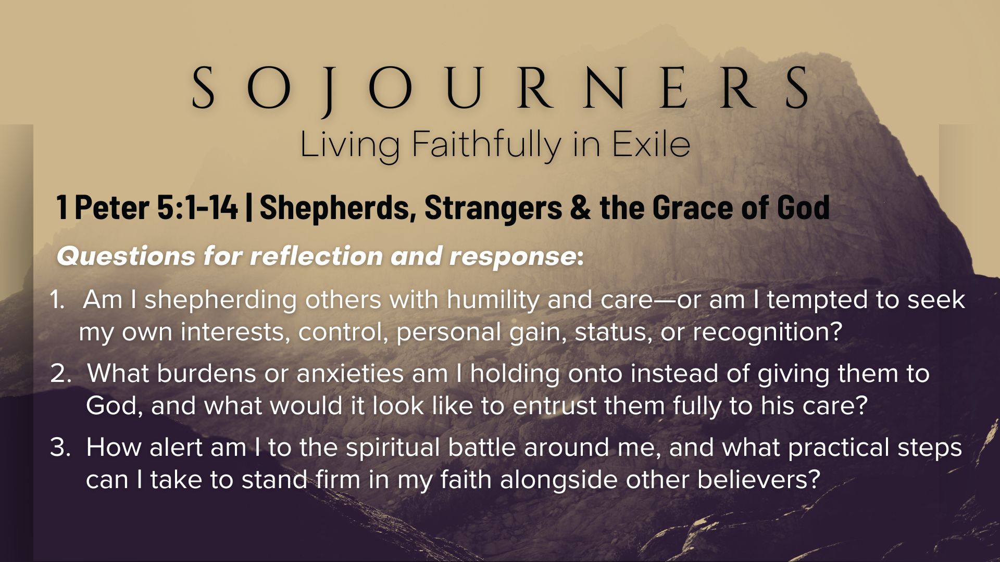 SOJOURNERS
Living Faithfully in Exile
1 Peter 5:1-14 | Shepherds, Strangers & the Grace of God
Questions for reflection and response:
1. Am I shepherding others with humility and care—or am I tempted to seek
my own interests, control, personal gain, status, or recognition?
2. What burdens or anxieties am I holding onto instead of giving them to
God, and what would it look like to entrust them fully to his care?
3. How alert am I to the spiritual battle around me, and what practical steps
can I take to stand firm in my faith alongside other believers?